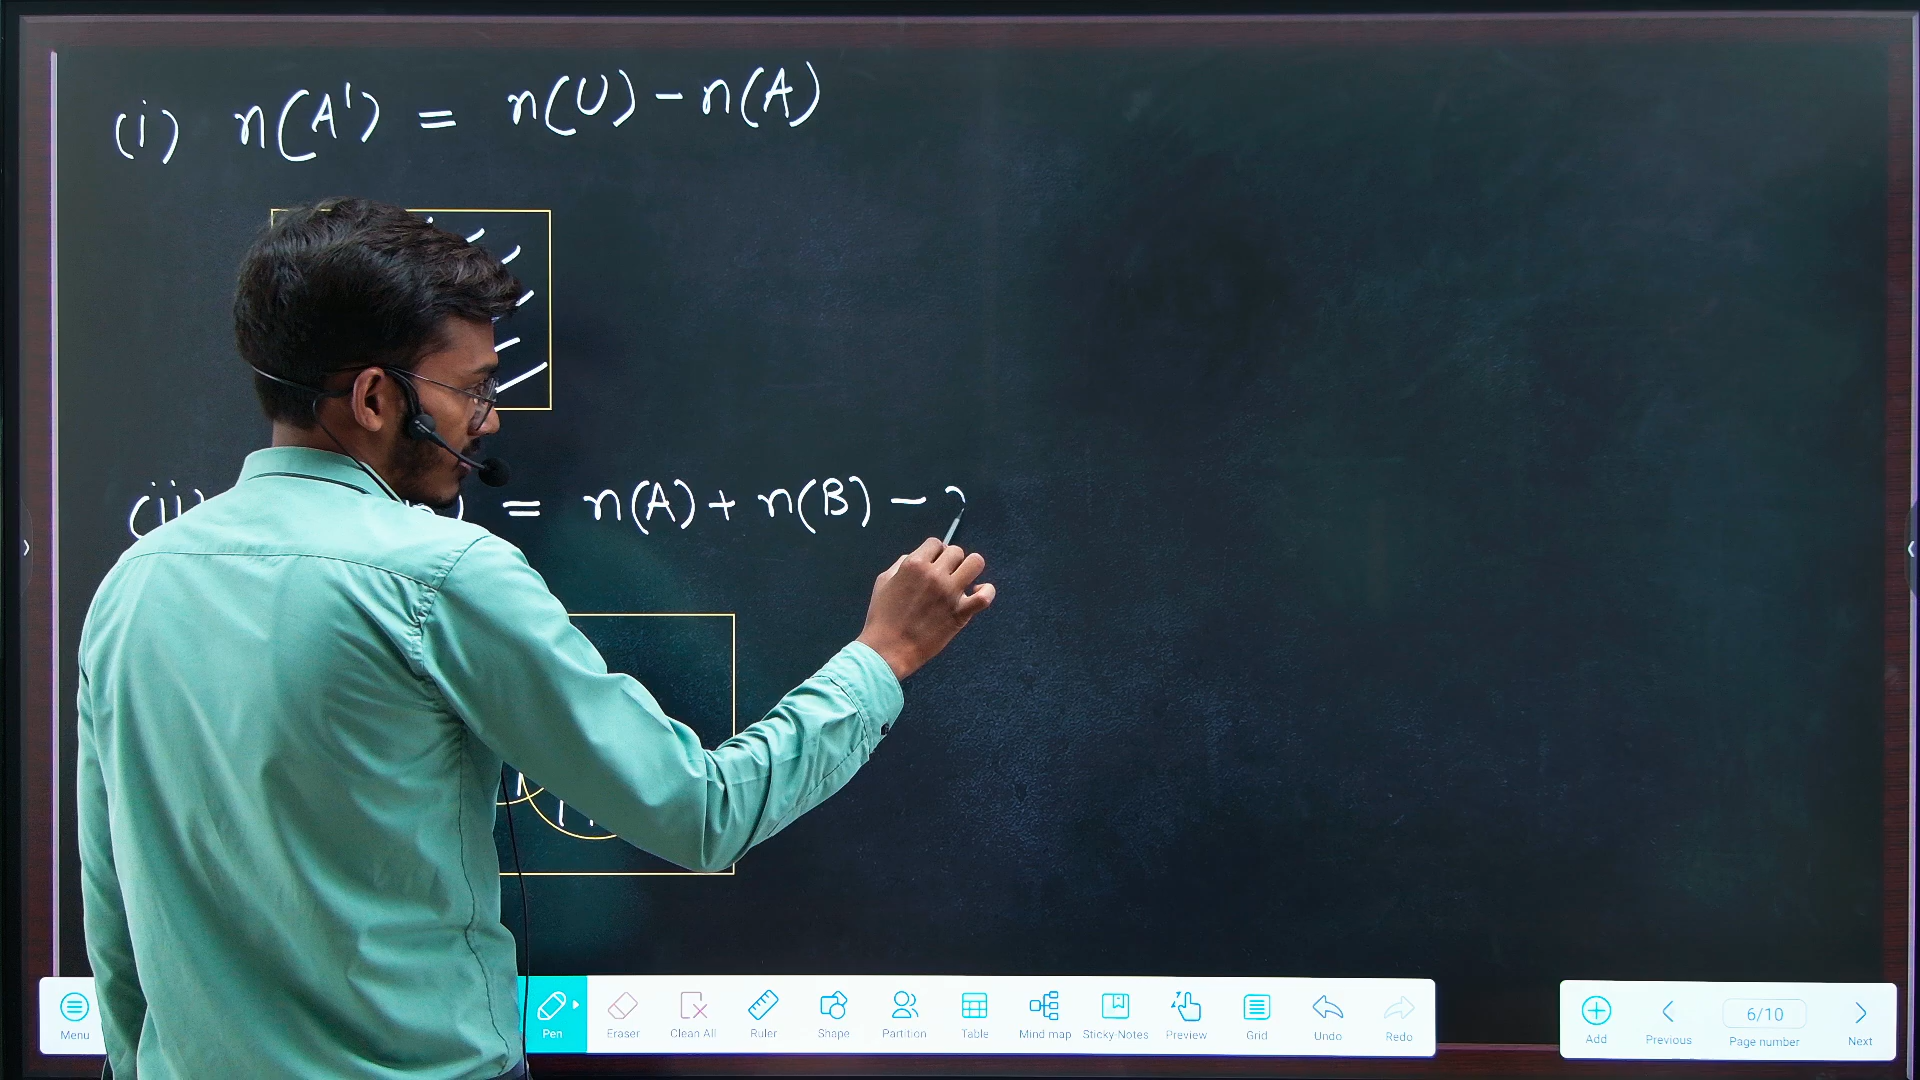 (i) n(A') = n(U) - n(A)
(ii) = n(A) + n(B) -
Menu Pen Eraser Clean All Ruler Shape Partition Table Mind map Sticky-Notes Preview Grid Undo Redo Add Previous 6/10 Page number Next